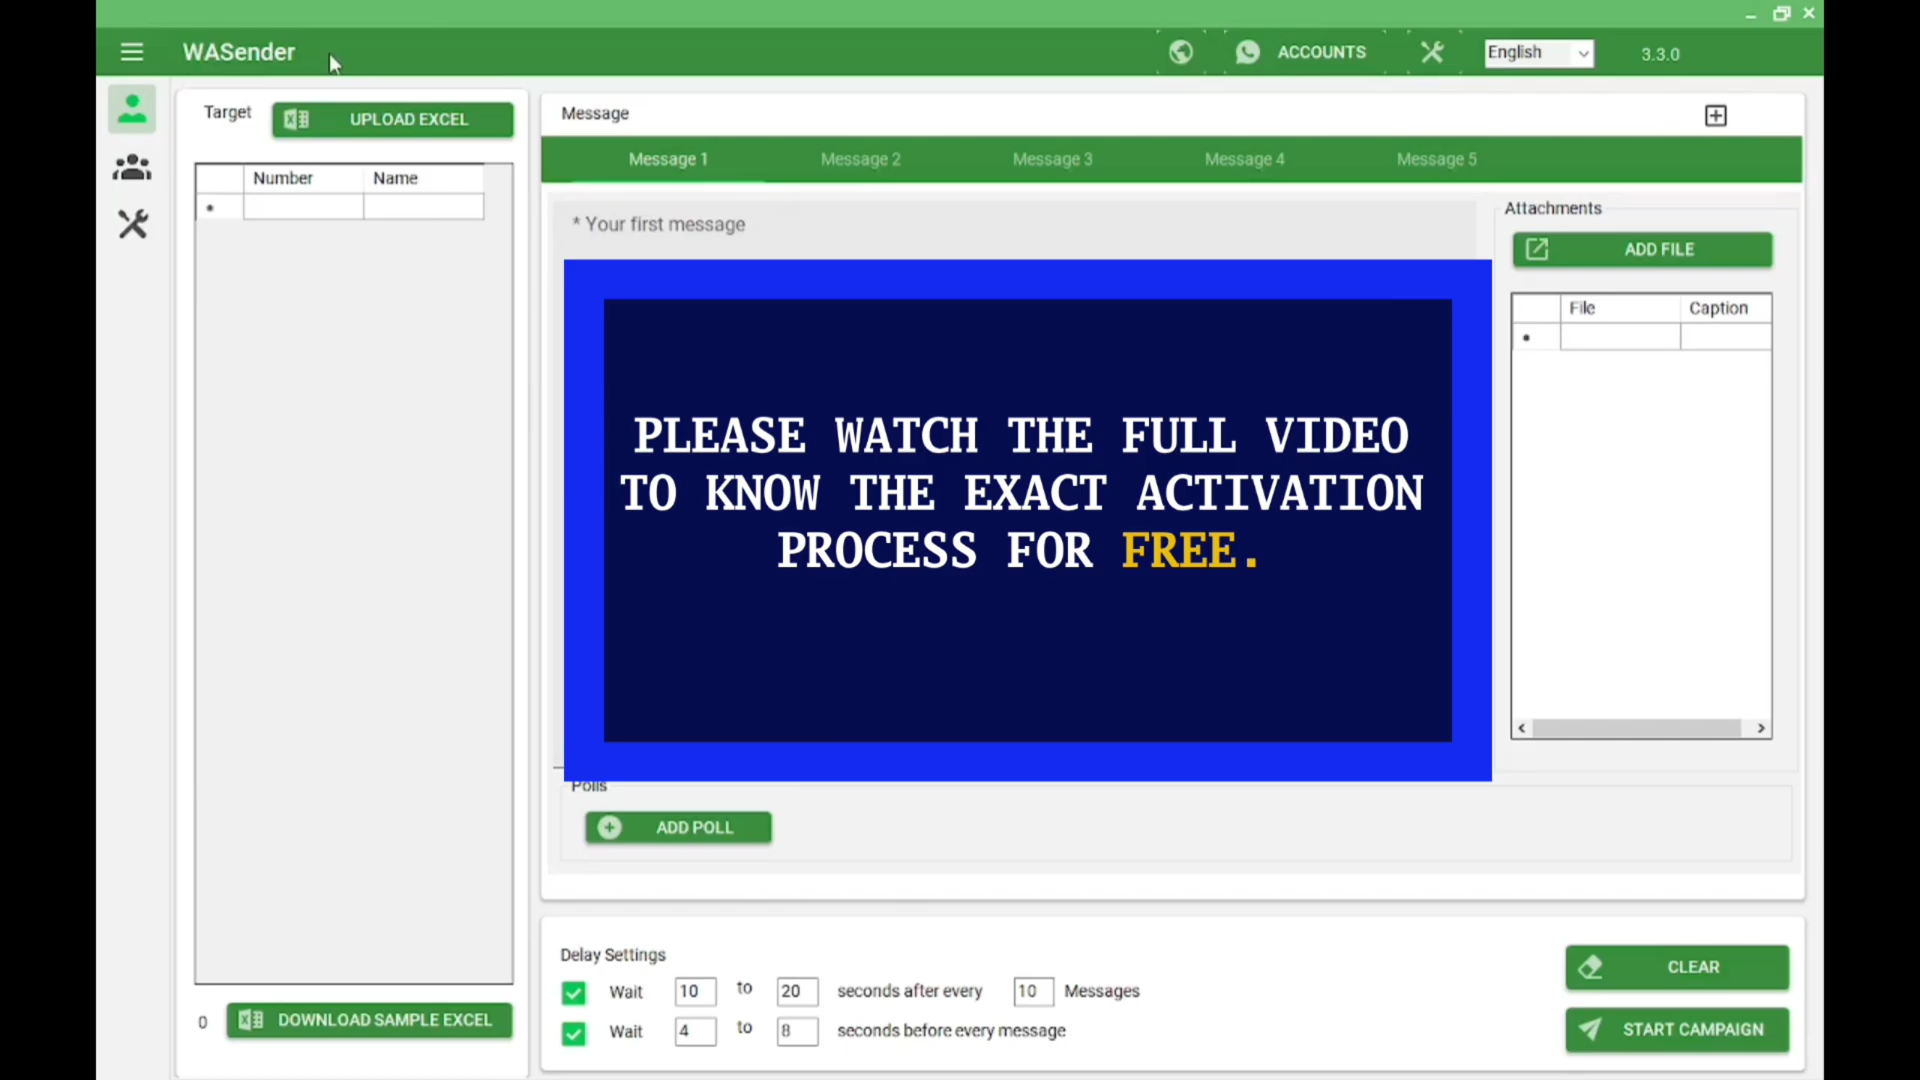 WASender
ACCOUNTS
English
3.3.0
Target
UPLOAD EXCEL
Number Name
0
DOWNLOAD SAMPLE EXCEL
Message
Message 1 Message 2 Message 3 Message 4 Message 5
* Your first message
PLEASE WATCH THE FULL VIDEO
TO KNOW THE EXACT ACTIVATION
PROCESS FOR FREE.
Attachments
ADD FILE
File Caption
Polls
ADD POLL
Delay Settings
Wait 10 to 20 seconds after every 10 Messages
Wait 4 to 8 seconds before every message
CLEAR
START CAMPAIGN